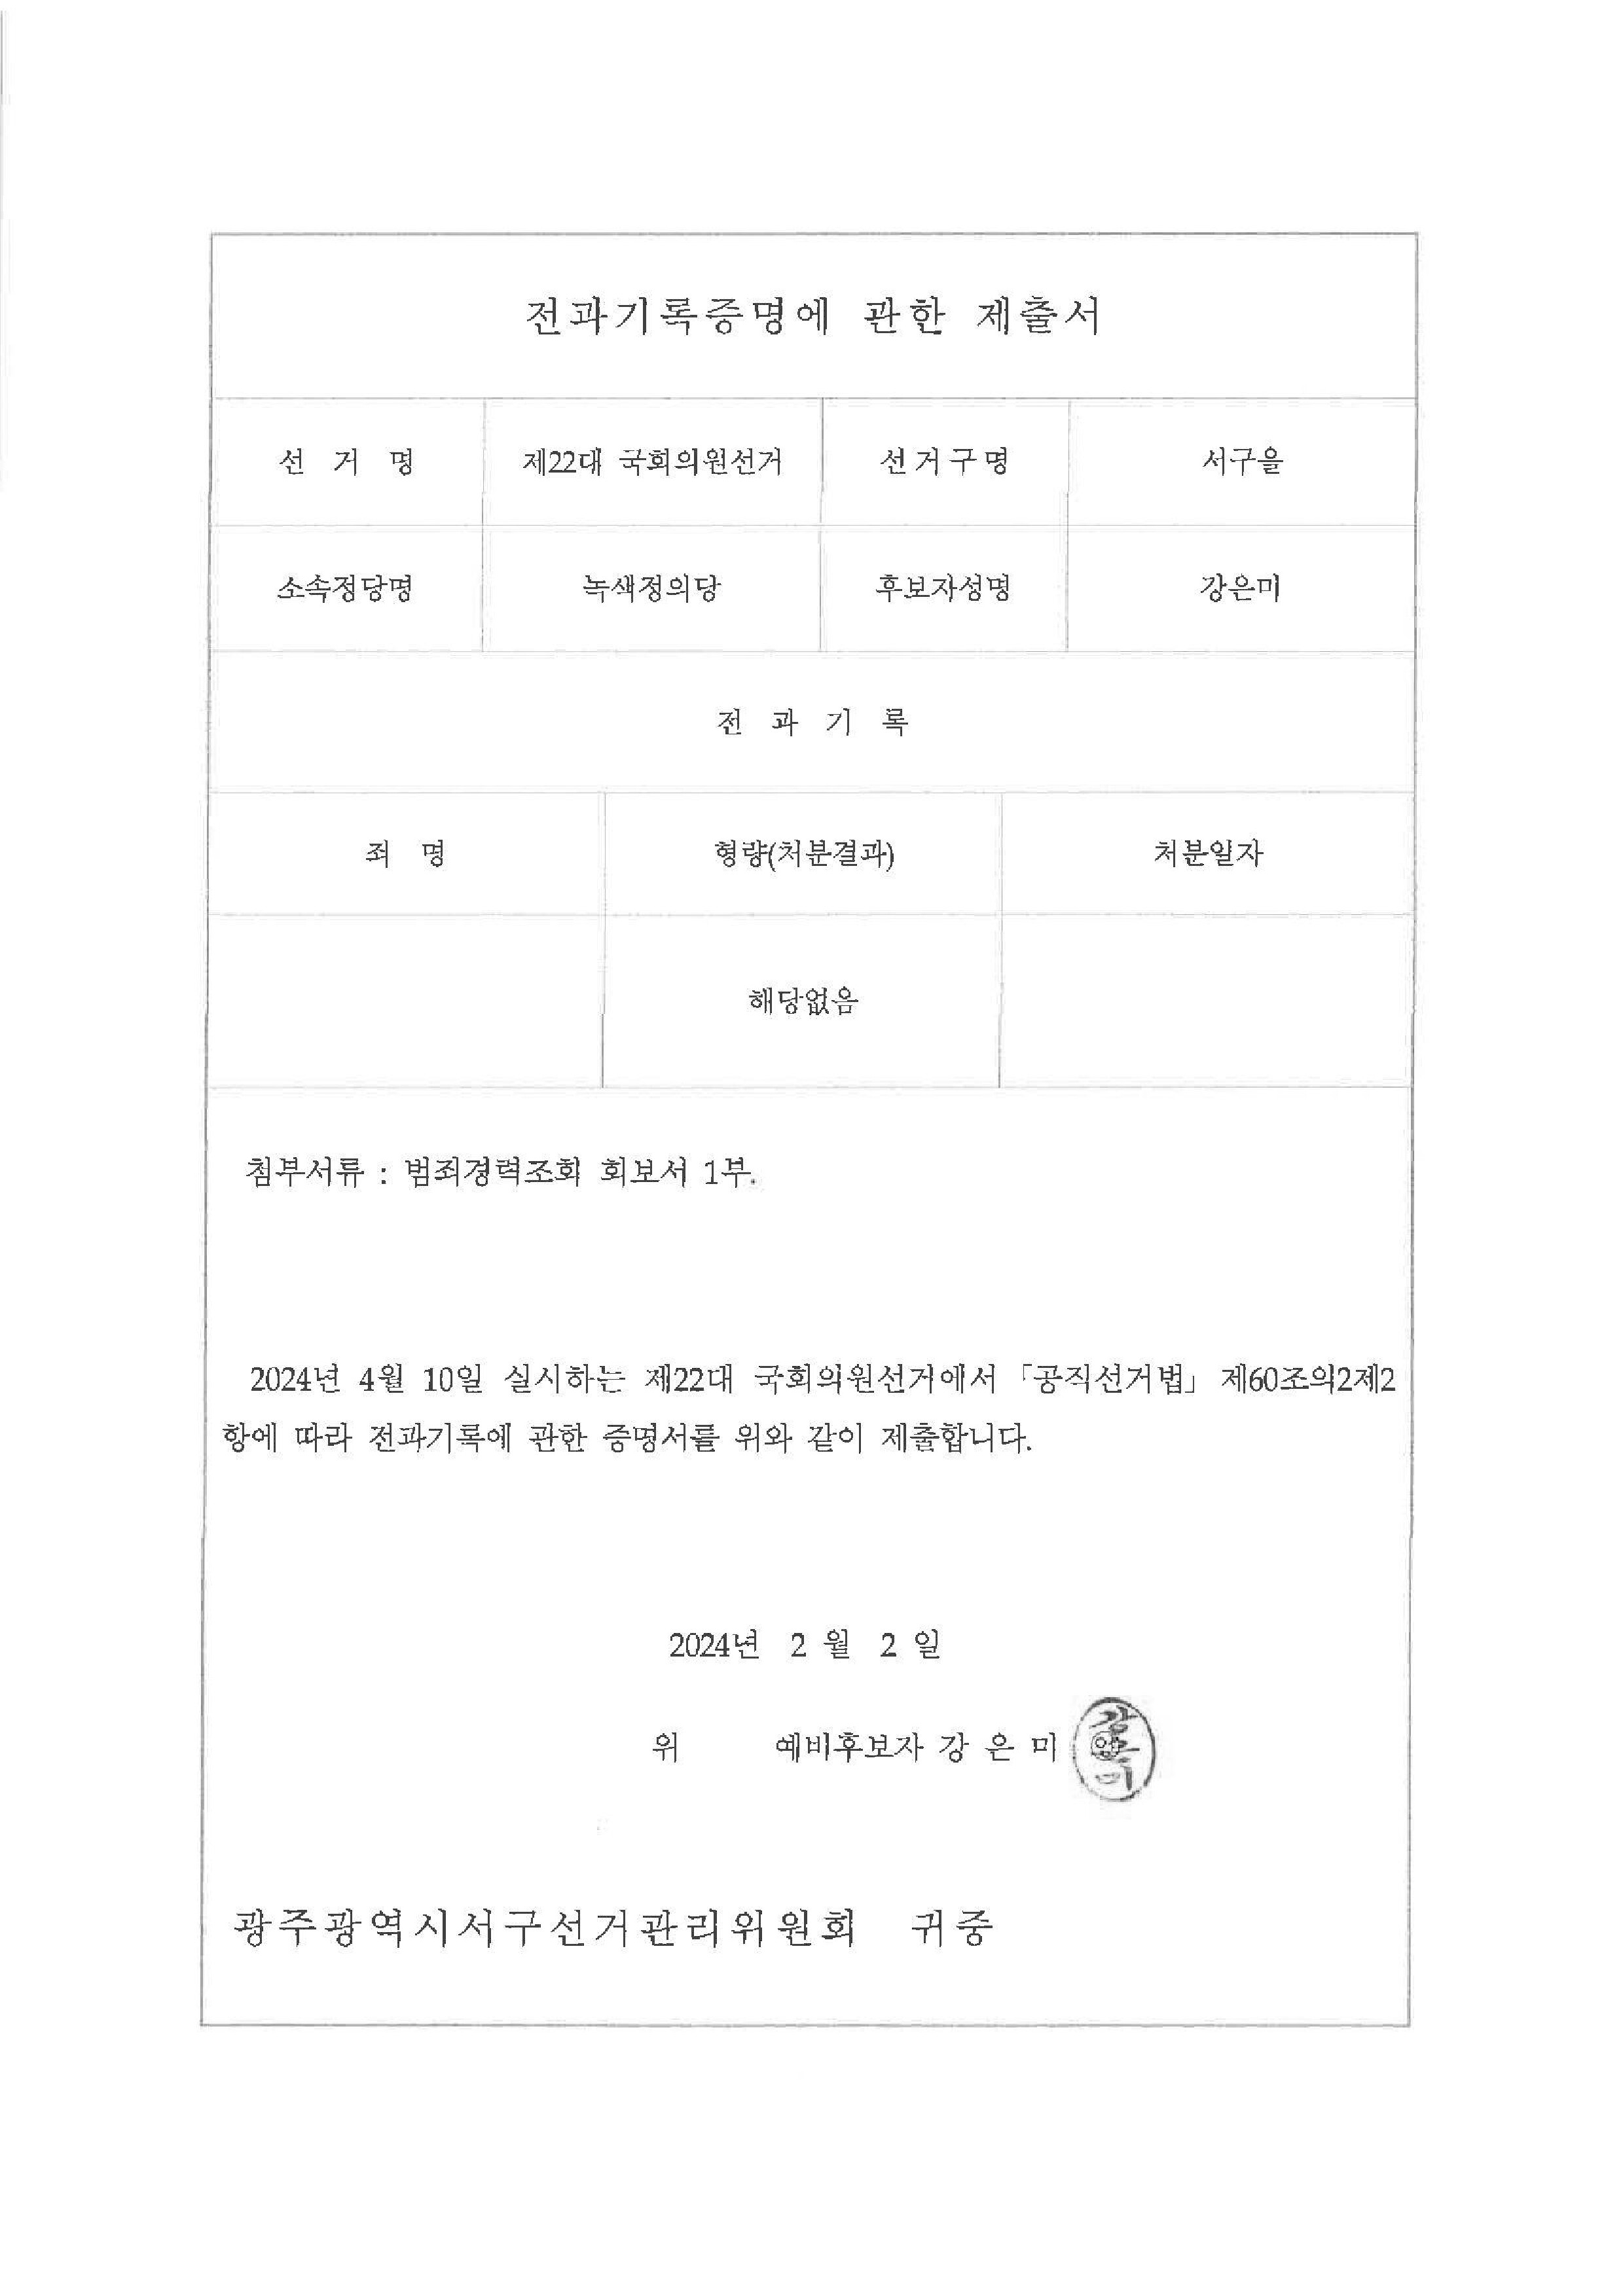 전과기록증명에 관한 제출서
선 거 명 제22대 국회의원선거 선거구명 서구을
소속정당명 녹색정의당 후보자성명 강은미
전 과 기 록
죄 명 형량(처분결과) 처분일자
해당없음
첨부서류 : 범죄경력조회 회보서 1부.
2024년 4월 10일 실시하는 제22대 국회의원선거에서 「공직선거법」 제60조의2제2
항에 따라 전과기록에 관한 증명서를 위와 같이 제출합니다.
2024년 2 월 2 일
위 예비후보자 강 은 미
강은미
광주광역시서구선거관리위원회 귀중